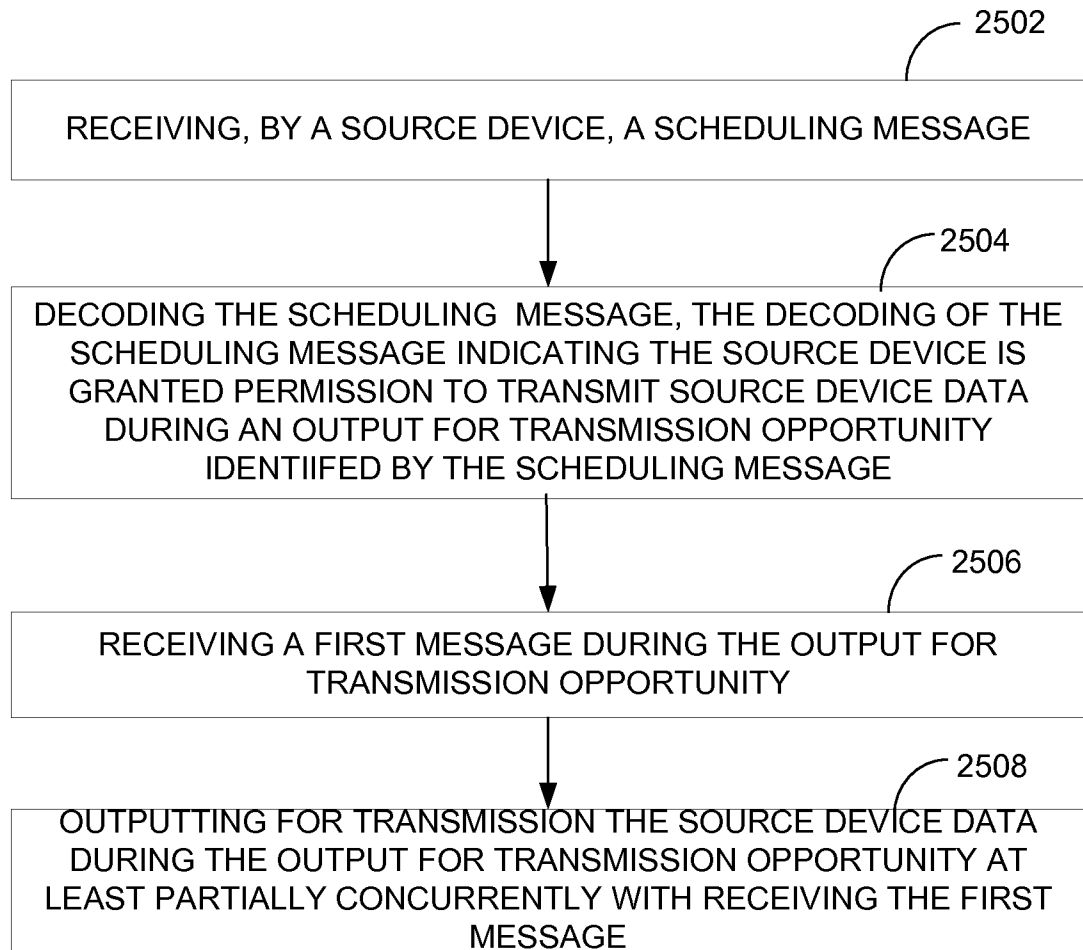 2502
RECEIVING, BY A SOURCE DEVICE, A SCHEDULING MESSAGE
2504
DECODING THE SCHEDULING MESSAGE, THE DECODING OF THE
SCHEDULING MESSAGE INDICATING THE SOURCE DEVICE IS
GRANTED PERMISSION TO TRANSMIT SOURCE DEVICE DATA
DURING AN OUTPUT FOR TRANSMISSION OPPORTUNITY
IDENTIIFED BY THE SCHEDULING MESSAGE
2506
RECEIVING A FIRST MESSAGE DURING THE OUTPUT FOR
TRANSMISSION OPPORTUNITY
2508
OUTPUTTING FOR TRANSMISSION THE SOURCE DEVICE DATA
DURING THE OUTPUT FOR TRANSMISSION OPPORTUNITY AT
LEAST PARTIALLY CONCURRENTLY WITH RECEIVING THE FIRST
MESSAGE